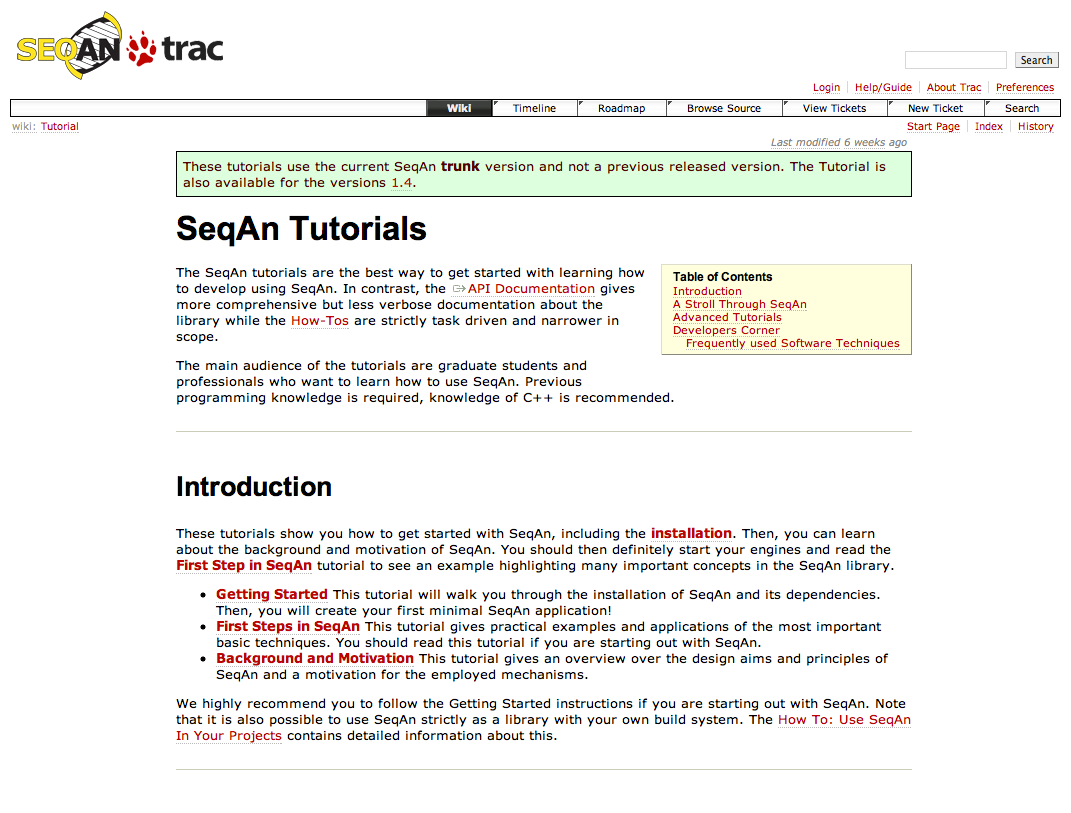 SEQAN trac
Search
Login Help/Guide About Trac Preferences
Wiki Timeline Roadmap Browse Source View Tickets New Ticket Search
wiki: Tutorial
Start Page Index History
Last modified 6 weeks ago
These tutorials use the current SeqAn trunk version and not a previous released version. The Tutorial is
also available for the versions 1.4.
SeqAn Tutorials
The SeqAn tutorials are the best way to get started with learning how
to develop using SeqAn. In contrast, the API Documentation gives
more comprehensive but less verbose documentation about the
library while the How-Tos are strictly task driven and narrower in
scope.
Table of Contents
Introduction
A Stroll Through SeqAn
Advanced Tutorials
Developers Corner
Frequently used Software Techniques
The main audience of the tutorials are graduate students and
professionals who want to learn how to use SeqAn. Previous
programming knowledge is required, knowledge of C++ is recommended.
Introduction
These tutorials show you how to get started with SeqAn, including the installation. Then, you can learn
about the background and motivation of SeqAn. You should then definitely start your engines and read the
First Step in SeqAn tutorial to see an example highlighting many important concepts in the SeqAn library.
• Getting Started This tutorial will walk you through the installation of SeqAn and its dependencies.
Then, you will create your first minimal SeqAn application!
• First Steps in SeqAn This tutorial gives practical examples and applications of the most important
basic techniques. You should read this tutorial if you are starting out with SeqAn.
• Background and Motivation This tutorial gives an overview over the design aims and principles of
SeqAn and a motivation for the employed mechanisms.
We highly recommend you to follow the Getting Started instructions if you are starting out with SeqAn. Note
that it is also possible to use SeqAn strictly as a library with your own build system. The How To: Use SeqAn
In Your Projects contains detailed information about this.